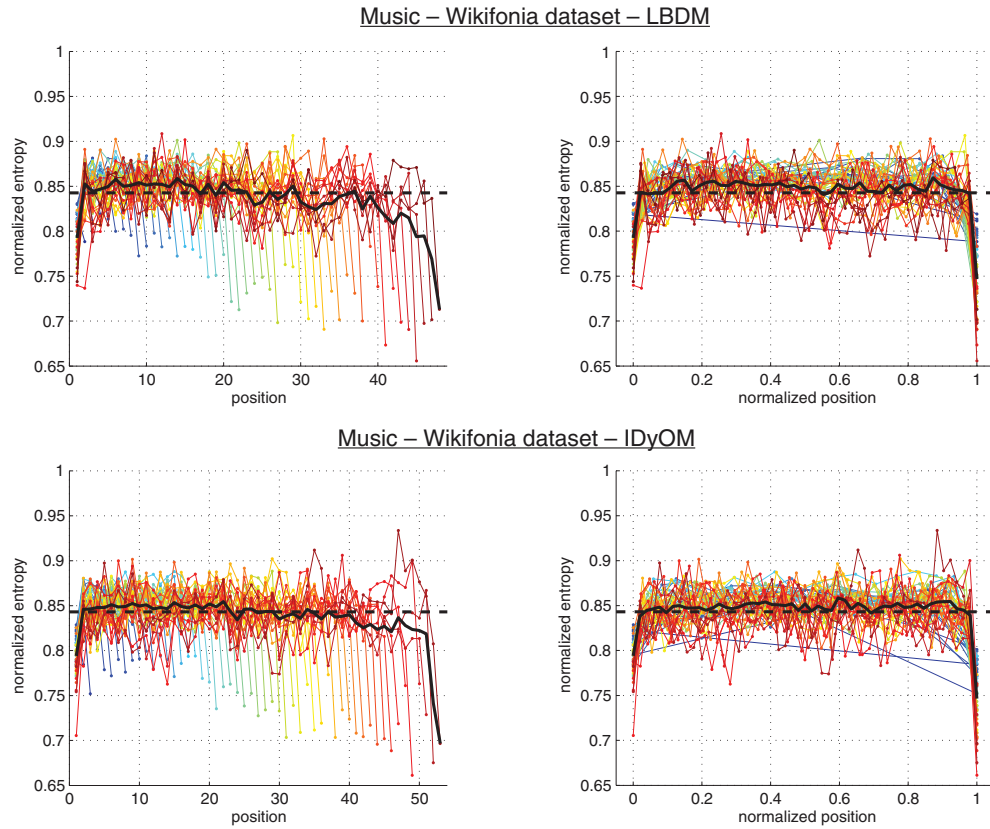 Music – Wikifonia dataset – LBDM
normalized entropy
1
0.95
0.9
0.85
0.8
0.75
0.7
0.65
0 10 20 30 40
position
normalized entropy
1
0.95
0.9
0.85
0.8
0.75
0.7
0.65
0 0.2 0.4 0.6 0.8 1
normalized position
Music – Wikifonia dataset – IDyOM
normalized entropy
1
0.95
0.9
0.85
0.8
0.75
0.7
0.65
0 10 20 30 40 50
position
normalized entropy
1
0.95
0.9
0.85
0.8
0.75
0.7
0.65
0 0.2 0.4 0.6 0.8 1
normalized position